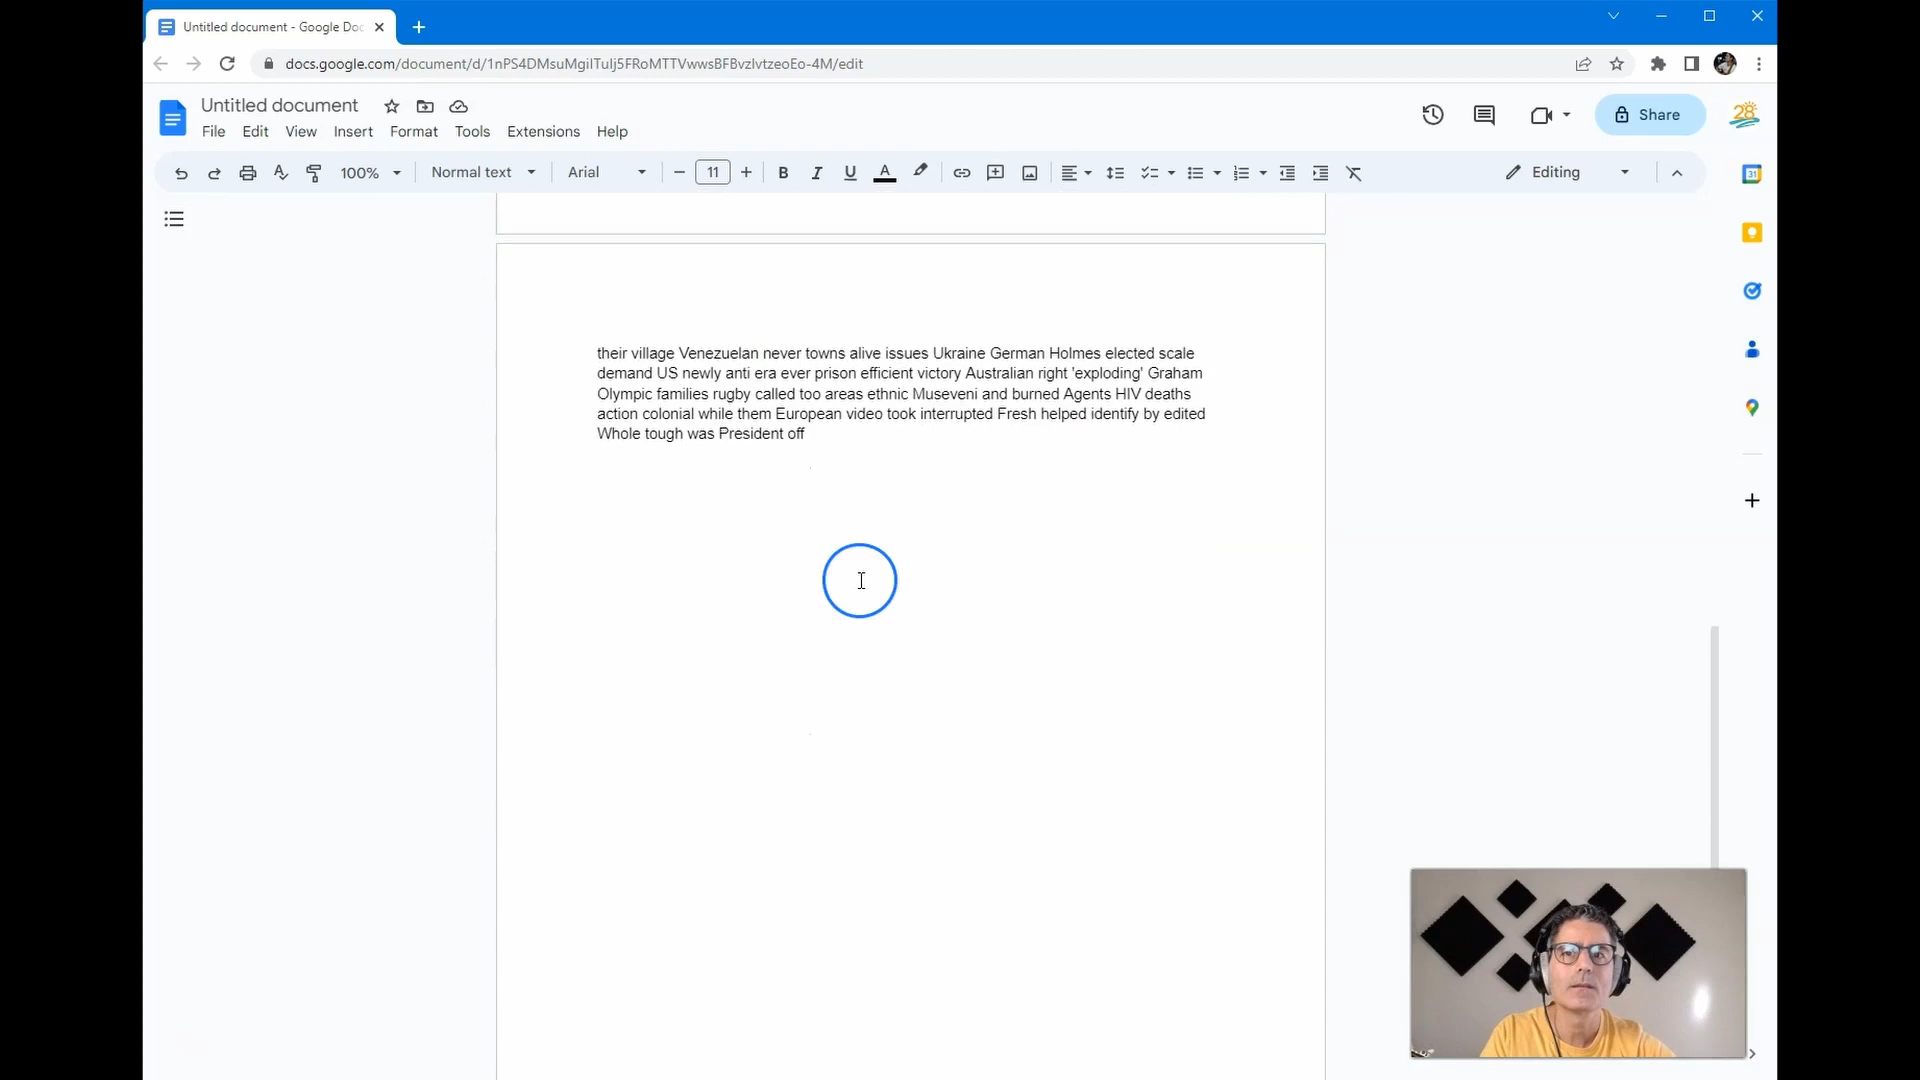 Untitled document - Google Doc
docs.google.com/document/d/1nPS4DMsuMgiITuIj5FRoMTTVwwsBFBvzIvtzeoEo-4M/edit
Untitled document
File Edit View Insert Format Tools Extensions Help
Share
28
100% Normal text Arial 11 B I U A Editing
31
their village Venezuelan never towns alive issues Ukraine German Holmes elected scale
demand US newly anti era ever prison efficient victory Australian right 'exploding' Graham
Olympic families rugby called too areas ethnic Museveni and burned Agents HIV deaths
action colonial while them European video took interrupted Fresh helped identify by edited
Whole tough was President off